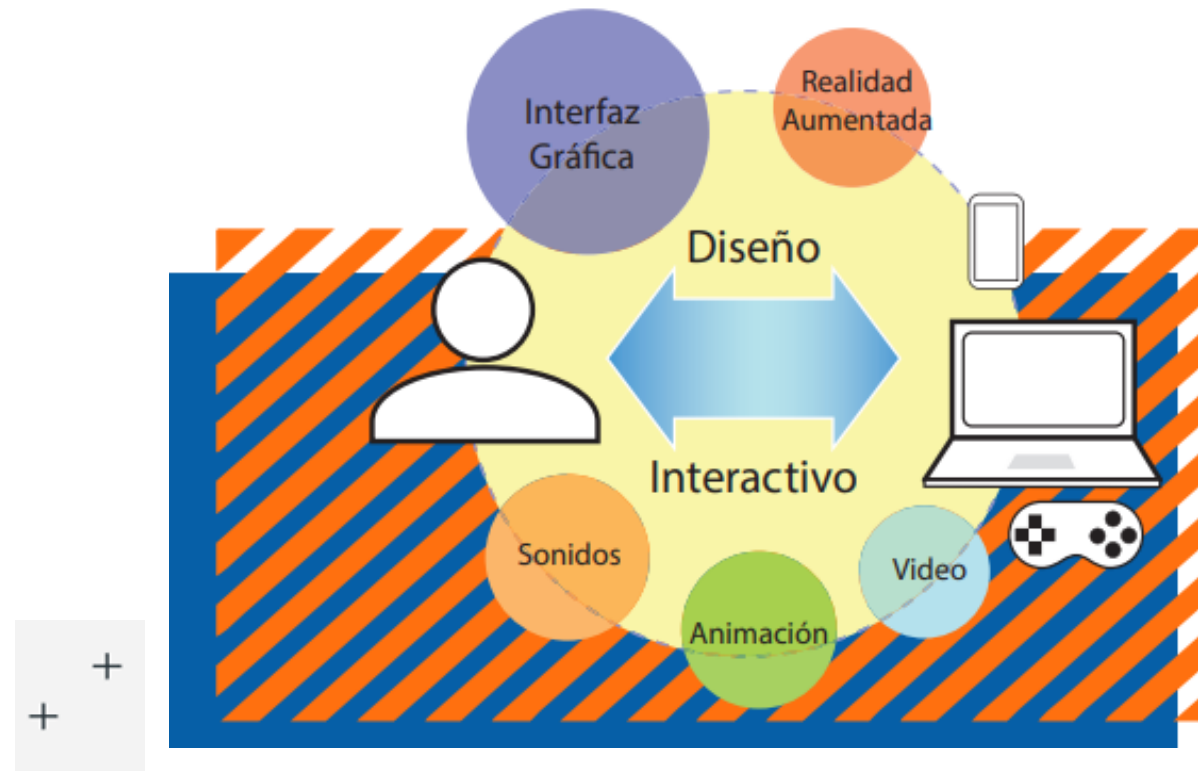 Interfaz
Gráfica
Realidad
Aumentada
Diseño
Interactivo
Sonidos
Animación
Video